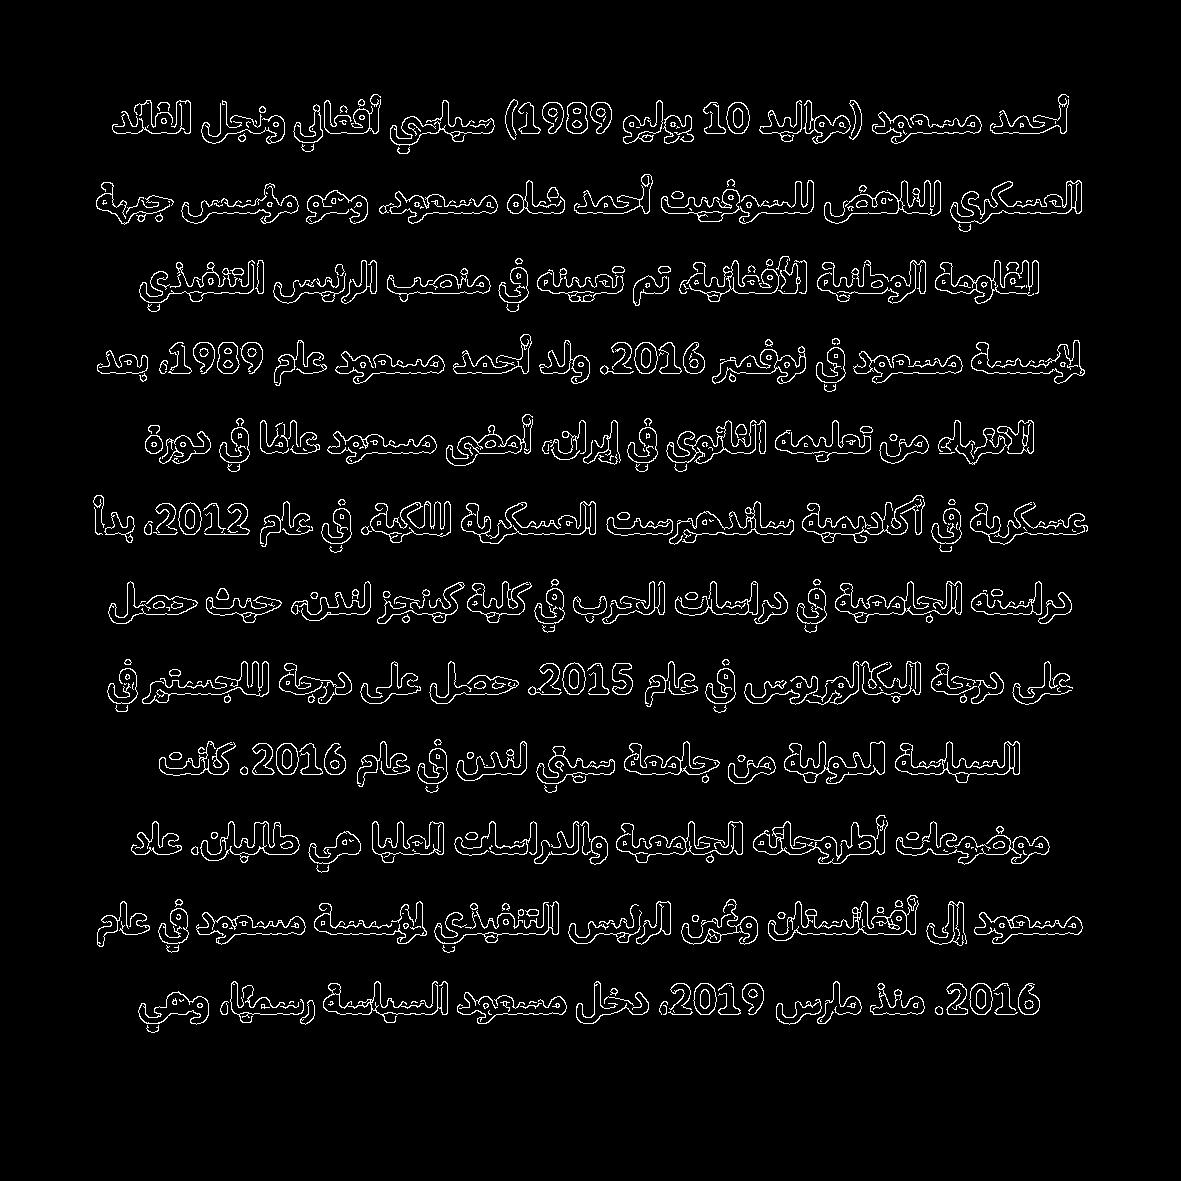 أحمد مسعود (مواليد 10 يوليو 1989) سياسي أفغاني ونجل القائد
العسكري المناهض للسوفييت أحمد شاه مسعود. وهو مؤسس جبهة
المقاومة الوطنية الأفغانية، تم تعيينه في منصب الرئيس التنفيذي
لمؤسسة مسعود في نوفمبر 2016. ولد أحمد مسعود عام 1989، بعد
الانتهاء من تعليمه الثانوي في إيران، أمضى مسعود عامًا في دورة
عسكرية في أكاديمية ساندهيرست العسكرية الملكية. في عام 2012، بدأ
دراسته الجامعية في دراسات الحرب في كلية كينجز لندن، حيث حصل
على درجة البكالوريوس في عام 2015. حصل على درجة الماجستير في
السياسة الدولية من جامعة سيتي لندن في عام 2016. كانت
موضوعات أطروحاته الجامعية والدراسات العليا هي طالبان. عاد
مسعود إلى أفغانستان وعُين الرئيس التنفيذي لمؤسسة مسعود في عام
2016. منذ مارس 2019، دخل مسعود السياسة رسميًا، وهي